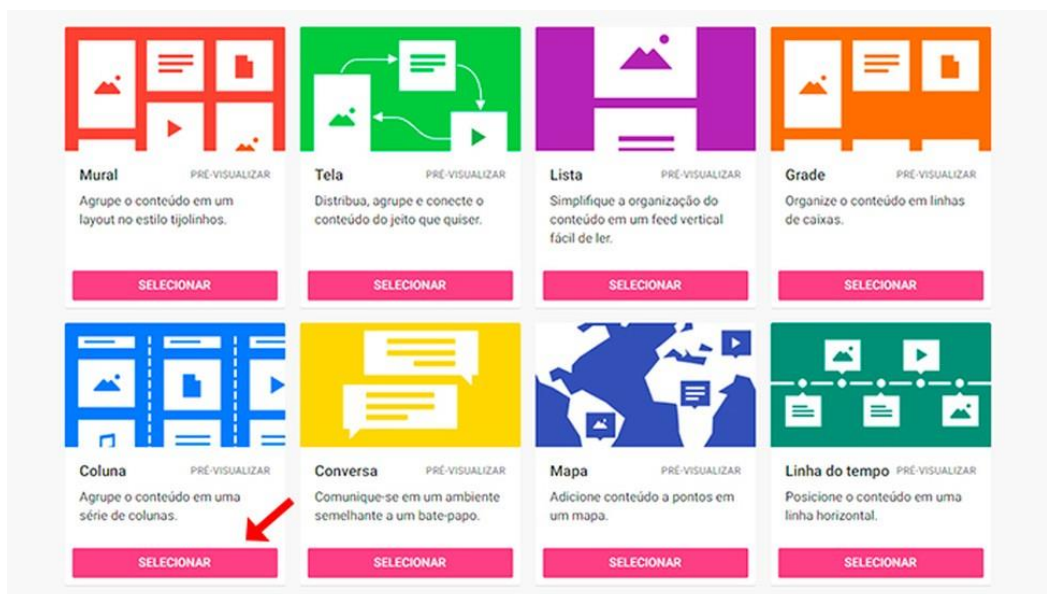 Mural PRÉ-VISUALIZAR
Agrupe o conteúdo em um
layout no estilo tijolinhos.
SELECIONAR
Tela PRÉ-VISUALIZAR
Distribua, agrupe e conecte o
conteúdo do jeito que quiser.
SELECIONAR
Lista PRÉ-VISUALIZAR
Simplifique a organização do
conteúdo em um feed vertical
fácil de ler.
SELECIONAR
Grade PRÉ-VISUALIZAR
Organize o conteúdo em linhas
de caixas.
SELECIONAR
Coluna PRÉ-VISUALIZAR
Agrupe o conteúdo em uma
série de colunas.
SELECIONAR
Conversa PRÉ-VISUALIZAR
Comunique-se em um ambiente
semelhante a um bate-papo.
SELECIONAR
Mapa PRÉ-VISUALIZAR
Adicione conteúdo a pontos em
um mapa.
SELECIONAR
Linha do tempo PRÉ-VISUALIZAR
Posicione o conteúdo em uma
linha horizontal.
SELECIONAR